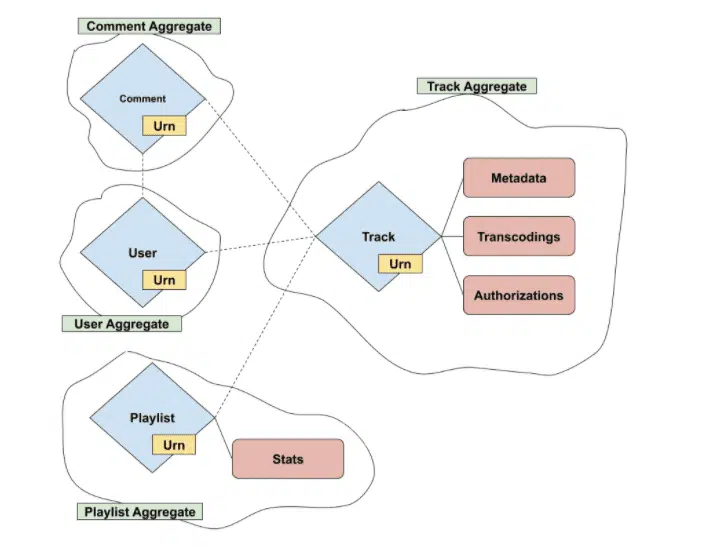 Comment Aggregate
Comment
Urn
Track Aggregate
Metadata
Track
Urn
Transcodings
Authorizations
User
Urn
User Aggregate
Playlist
Urn
Stats
Playlist Aggregate